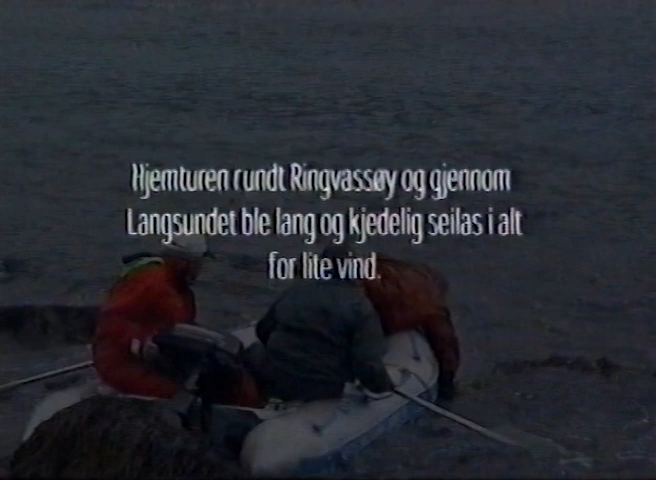 Hjemturen rundt Ringvassøy og gjennom
Langsundet ble lang og kjedelig seilas i alt
for lite vind.